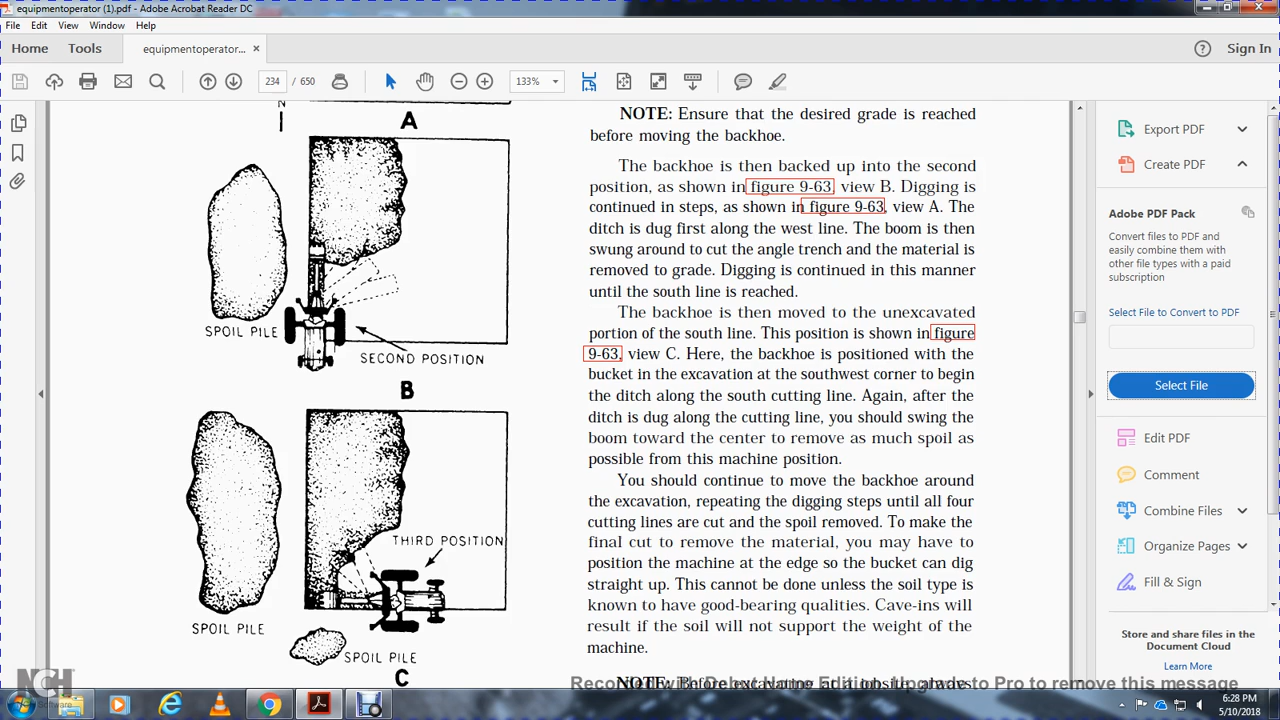 equipmentoperator (1).pdf - Adobe Acrobat Reader DC
File Edit View Window Help
Home Tools equipmentoperator... × Sign In
234 / 650 133%
N
A
SPOIL PILE
SECOND POSITION
B
THIRD POSITION
SPOIL PILE
SPOIL PILE
C
NOTE: Ensure that the desired grade is reached
before moving the backhoe.
The backhoe is then backed up into the second
position, as shown in figure 9-63, view B. Digging is
continued in steps, as shown in figure 9-63, view A. The
ditch is dug first along the west line. The boom is then
swung around to cut the angle trench and the material is
removed to grade. Digging is continued in this manner
until the south line is reached.
The backhoe is then moved to the unexcavated
portion of the south line. This position is shown in figure
9-63, view C. Here, the backhoe is positioned with the
bucket in the excavation at the southwest corner to begin
the ditch along the south cutting line. Again, after the
ditch is dug along the cutting line, you should swing the
boom toward the center to remove as much spoil as
possible from this machine position.
You should continue to move the backhoe around
the excavation, repeating the digging steps until all four
cutting lines are cut and the spoil removed. To make the
final cut to remove the material, you may have to
position the machine at the edge so the bucket can dig
straight up. This cannot be done unless the soil type is
known to have good-bearing qualities. Cave-ins will
result if the soil will not support the weight of the
machine.
NOTE: Before excavating
Export PDF
Create PDF
Adobe PDF Pack
Convert files to PDF and
easily combine them with
other file types with a paid
subscription
Select File to Convert to PDF
Select File
Edit PDF
Comment
Combine Files
Organize Pages
Fill & Sign
Store and share files in the
Document Cloud
Learn More
NCH
Software
to Pro to remove this message
6:28 PM
5/10/2018